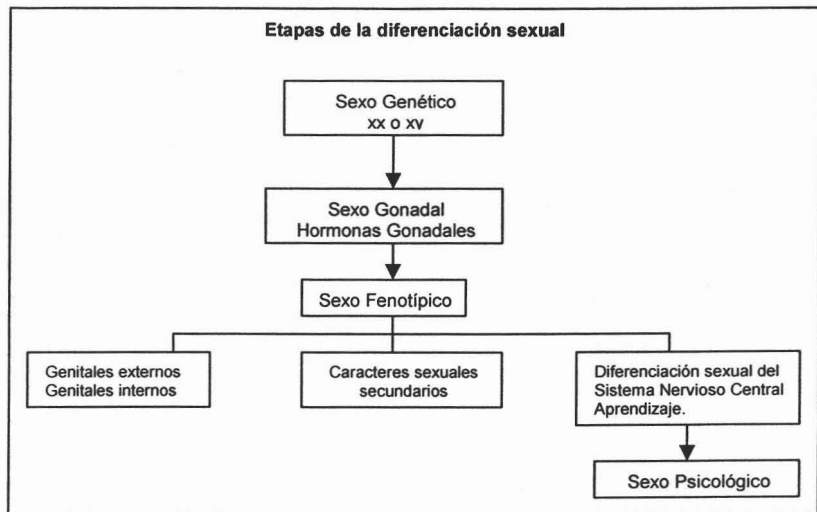 Etapas de la diferenciación sexual
Sexo Genético
xx o xv
Sexo Gonadal
Hormonas Gonadales
Sexo Fenotípico
Genitales externos
Genitales internos
Caracteres sexuales
secundarios
Diferenciación sexual del
Sistema Nervioso Central
Aprendizaje.
Sexo Psicológico